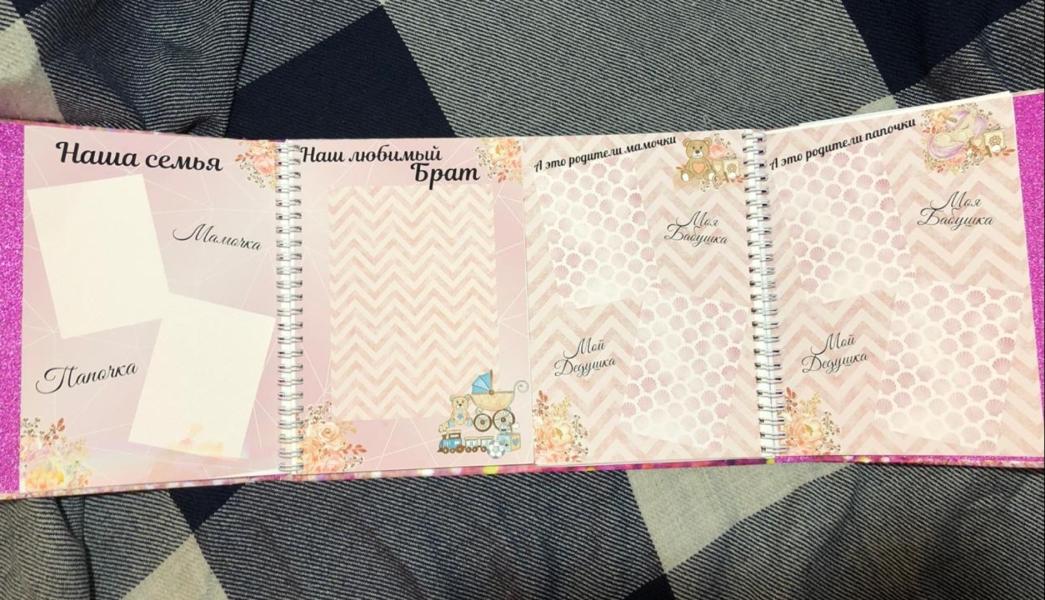 Наша семья
Мамочка
Папочка
Наш любимый
Брат
А это родители мамочки
Моя
Бабушка
Мой
Дедушка
А это родители папочки
Моя
Бабушка
Мой
Дедушка